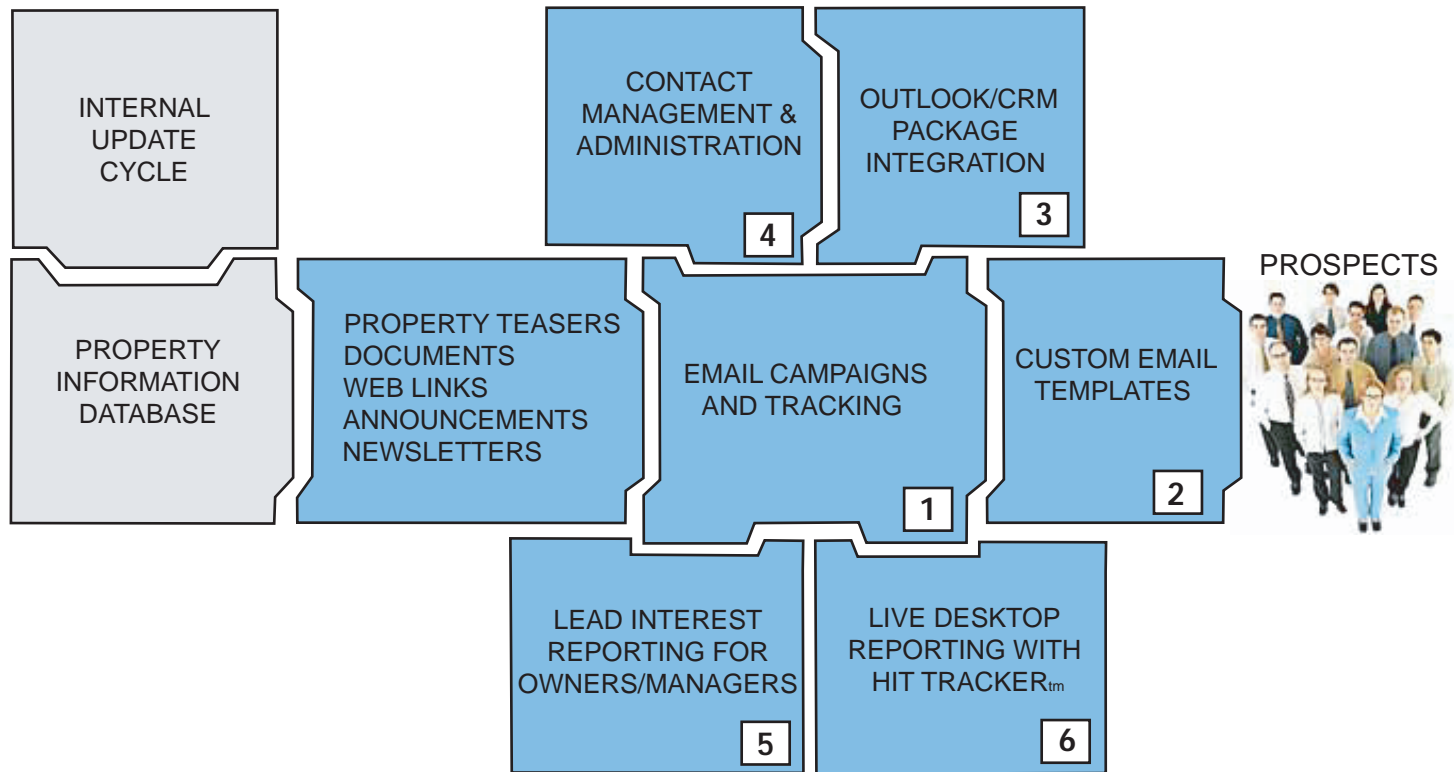 INTERNAL
UPDATE
CYCLE
CONTACT
MANAGEMENT &
ADMINISTRATION
4
OUTLOOK/CRM
PACKAGE
INTEGRATION
3
PROPERTY
INFORMATION
DATABASE
PROPERTY TEASERS
DOCUMENTS
WEB LINKS
ANNOUNCEMENTS
NEWSLETTERS
EMAIL CAMPAIGNS
AND TRACKING
1
CUSTOM EMAIL
TEMPLATES
2
PROSPECTS
LEAD INTEREST
REPORTING FOR
OWNERS/MANAGERS
5
LIVE DESKTOP
REPORTING WITH
HIT TRACKERtm
6